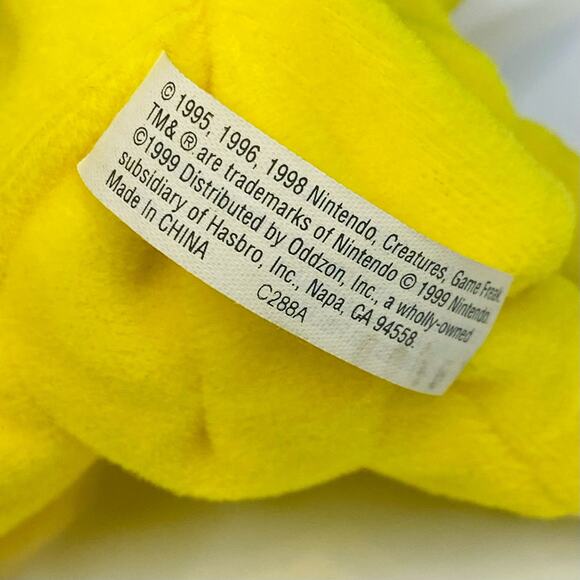 © 1995, 1996, 1998 Nintendo, Creatures, Game Freak.
TM& ® are trademarks of Nintendo © 1999 Nintendo.
©1999 Distributed by Oddzon, Inc., a wholly-owned
subsidiary of Hasbro, Inc., Napa, CA 94558.
Made In CHINA
C288A